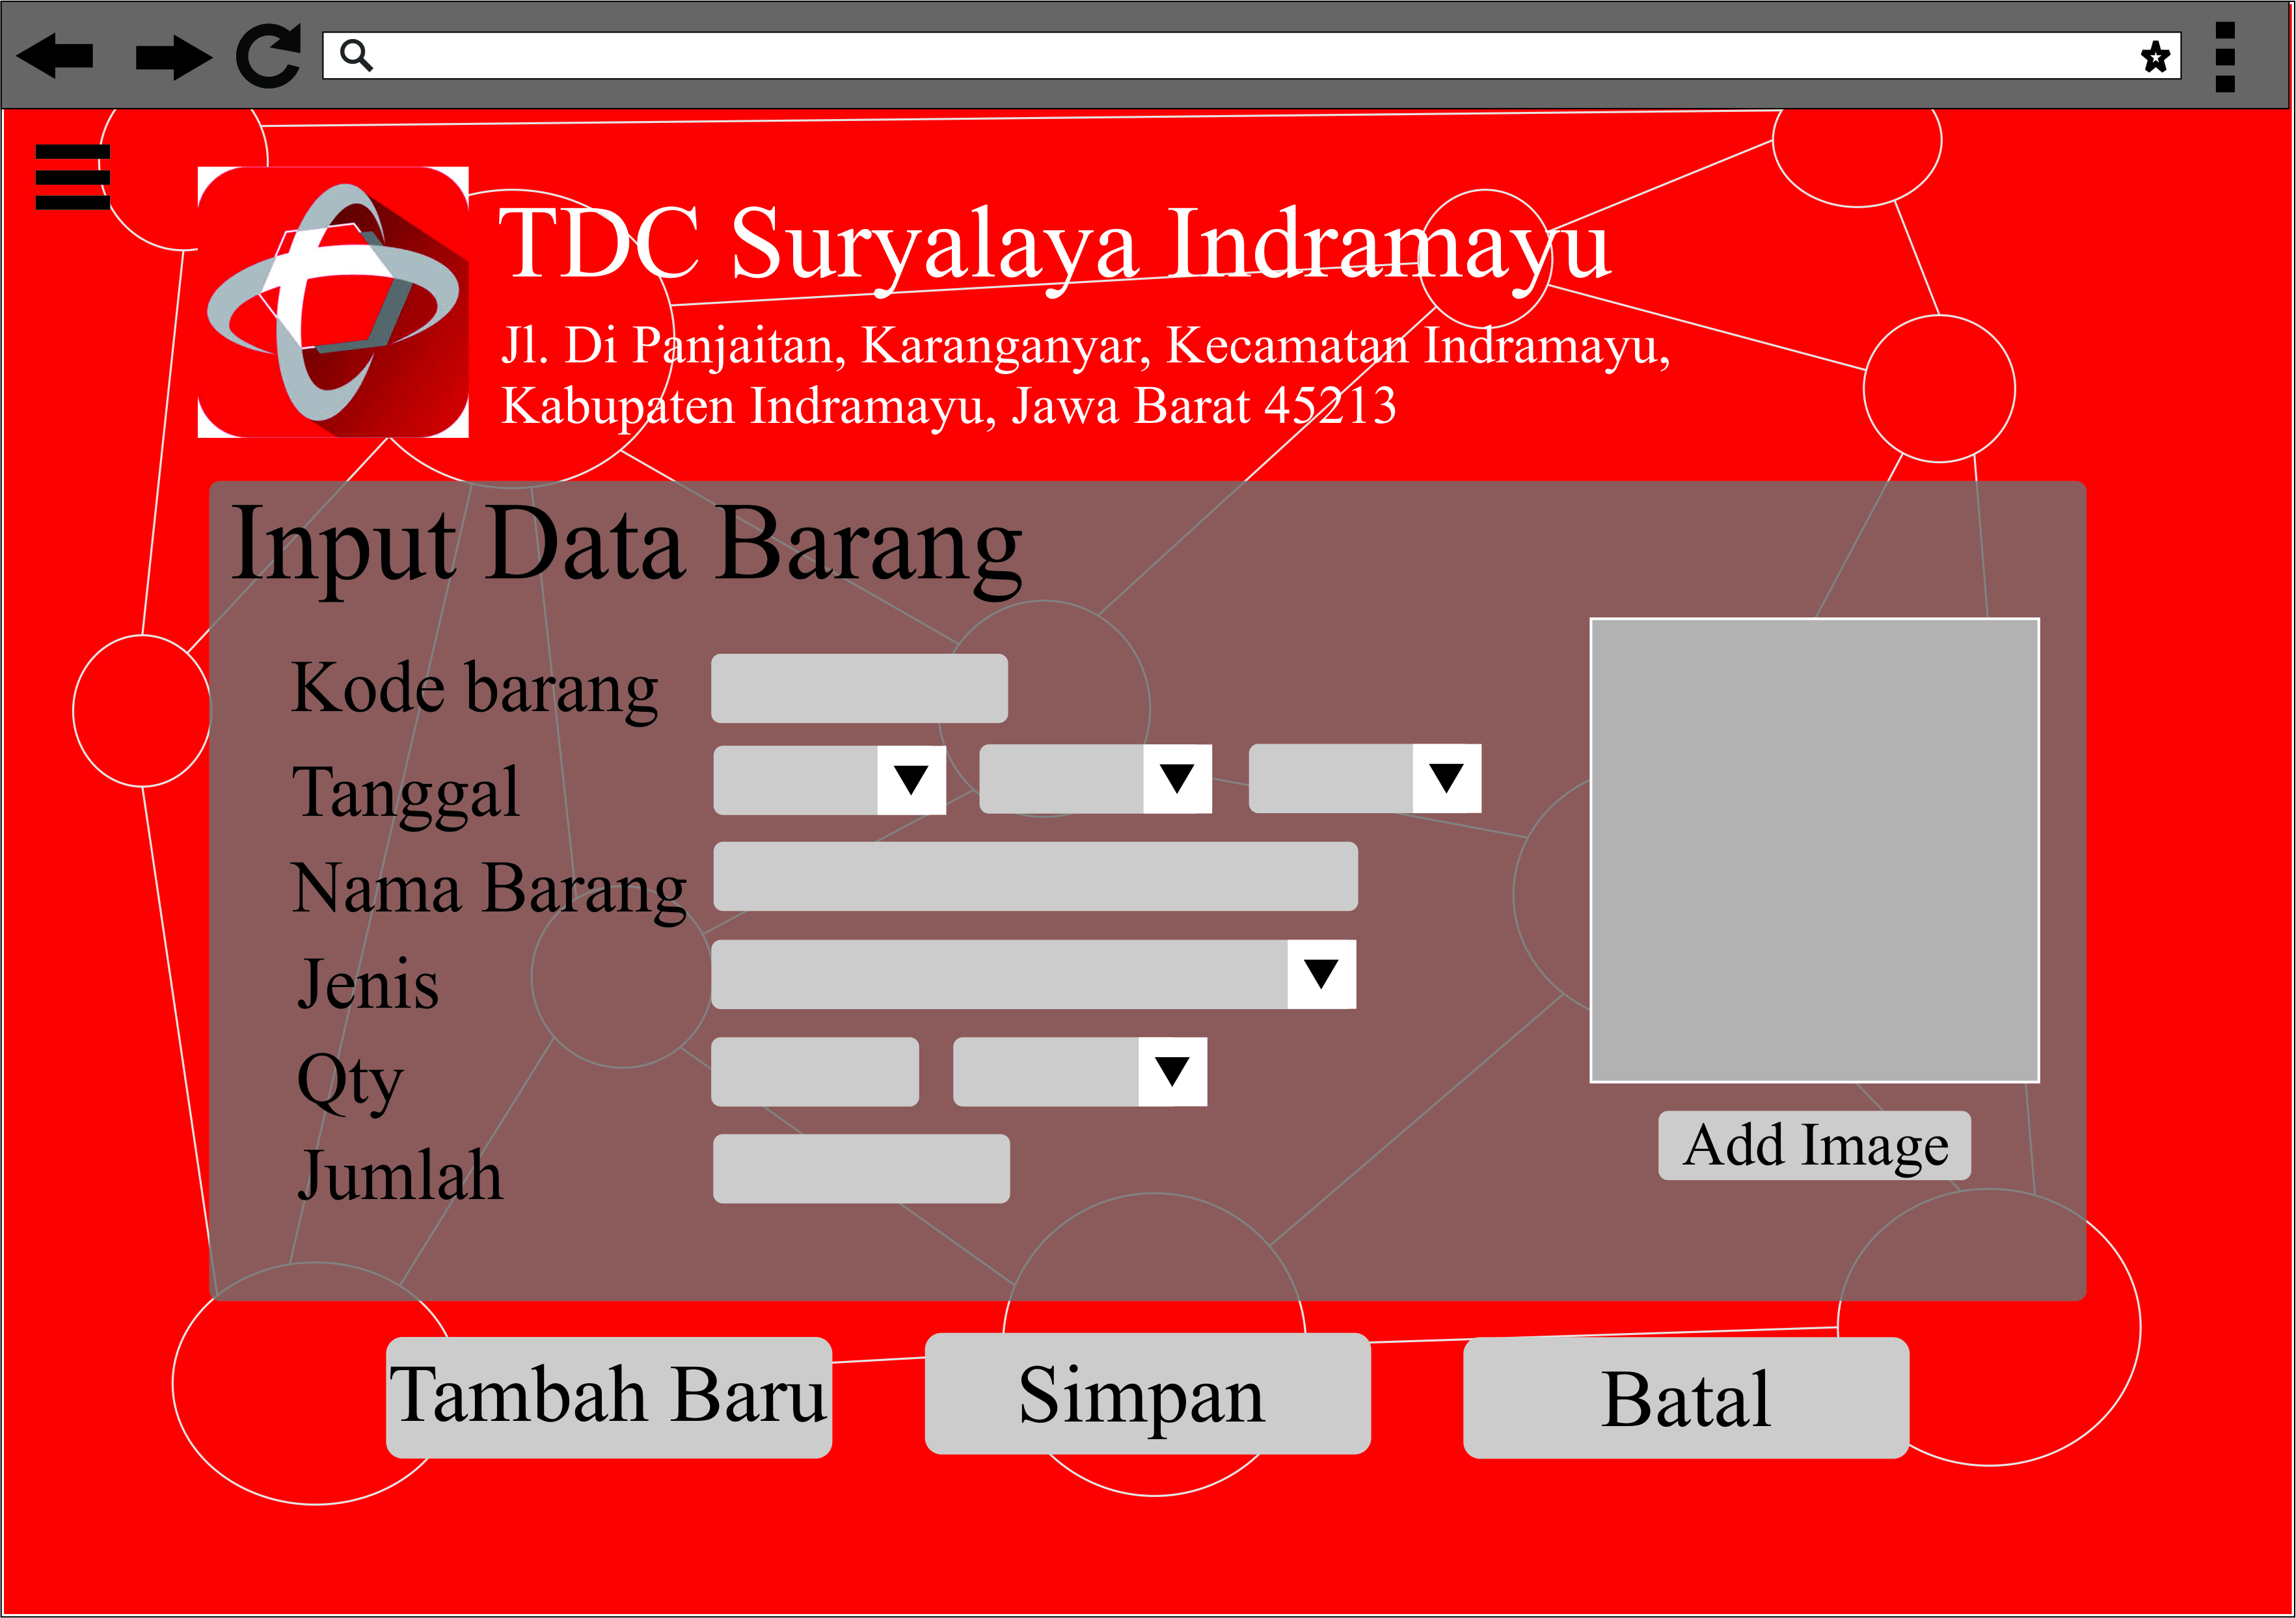 TDC Suryalaya Indramayu
Jl. Di Panjaitan, Karanganyar, Kecamatan Indramayu,
Kabupaten Indramayu, Jawa Barat 45213
Input Data Barang
Kode barang
Tanggal
Nama Barang
Jenis
Qty
Jumlah
Add Image
Tambah Baru
Simpan
Batal